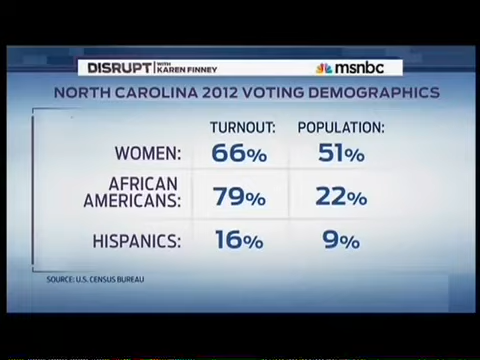 DISRUPT WITH KAREN FINNEY
msnbc
NORTH CAROLINA 2012 VOTING DEMOGRAPHICS
TURNOUT: POPULATION:
WOMEN: 66% 51%
AFRICAN
AMERICANS: 79% 22%
HISPANICS: 16% 9%
SOURCE: U.S. CENSUS BUREAU